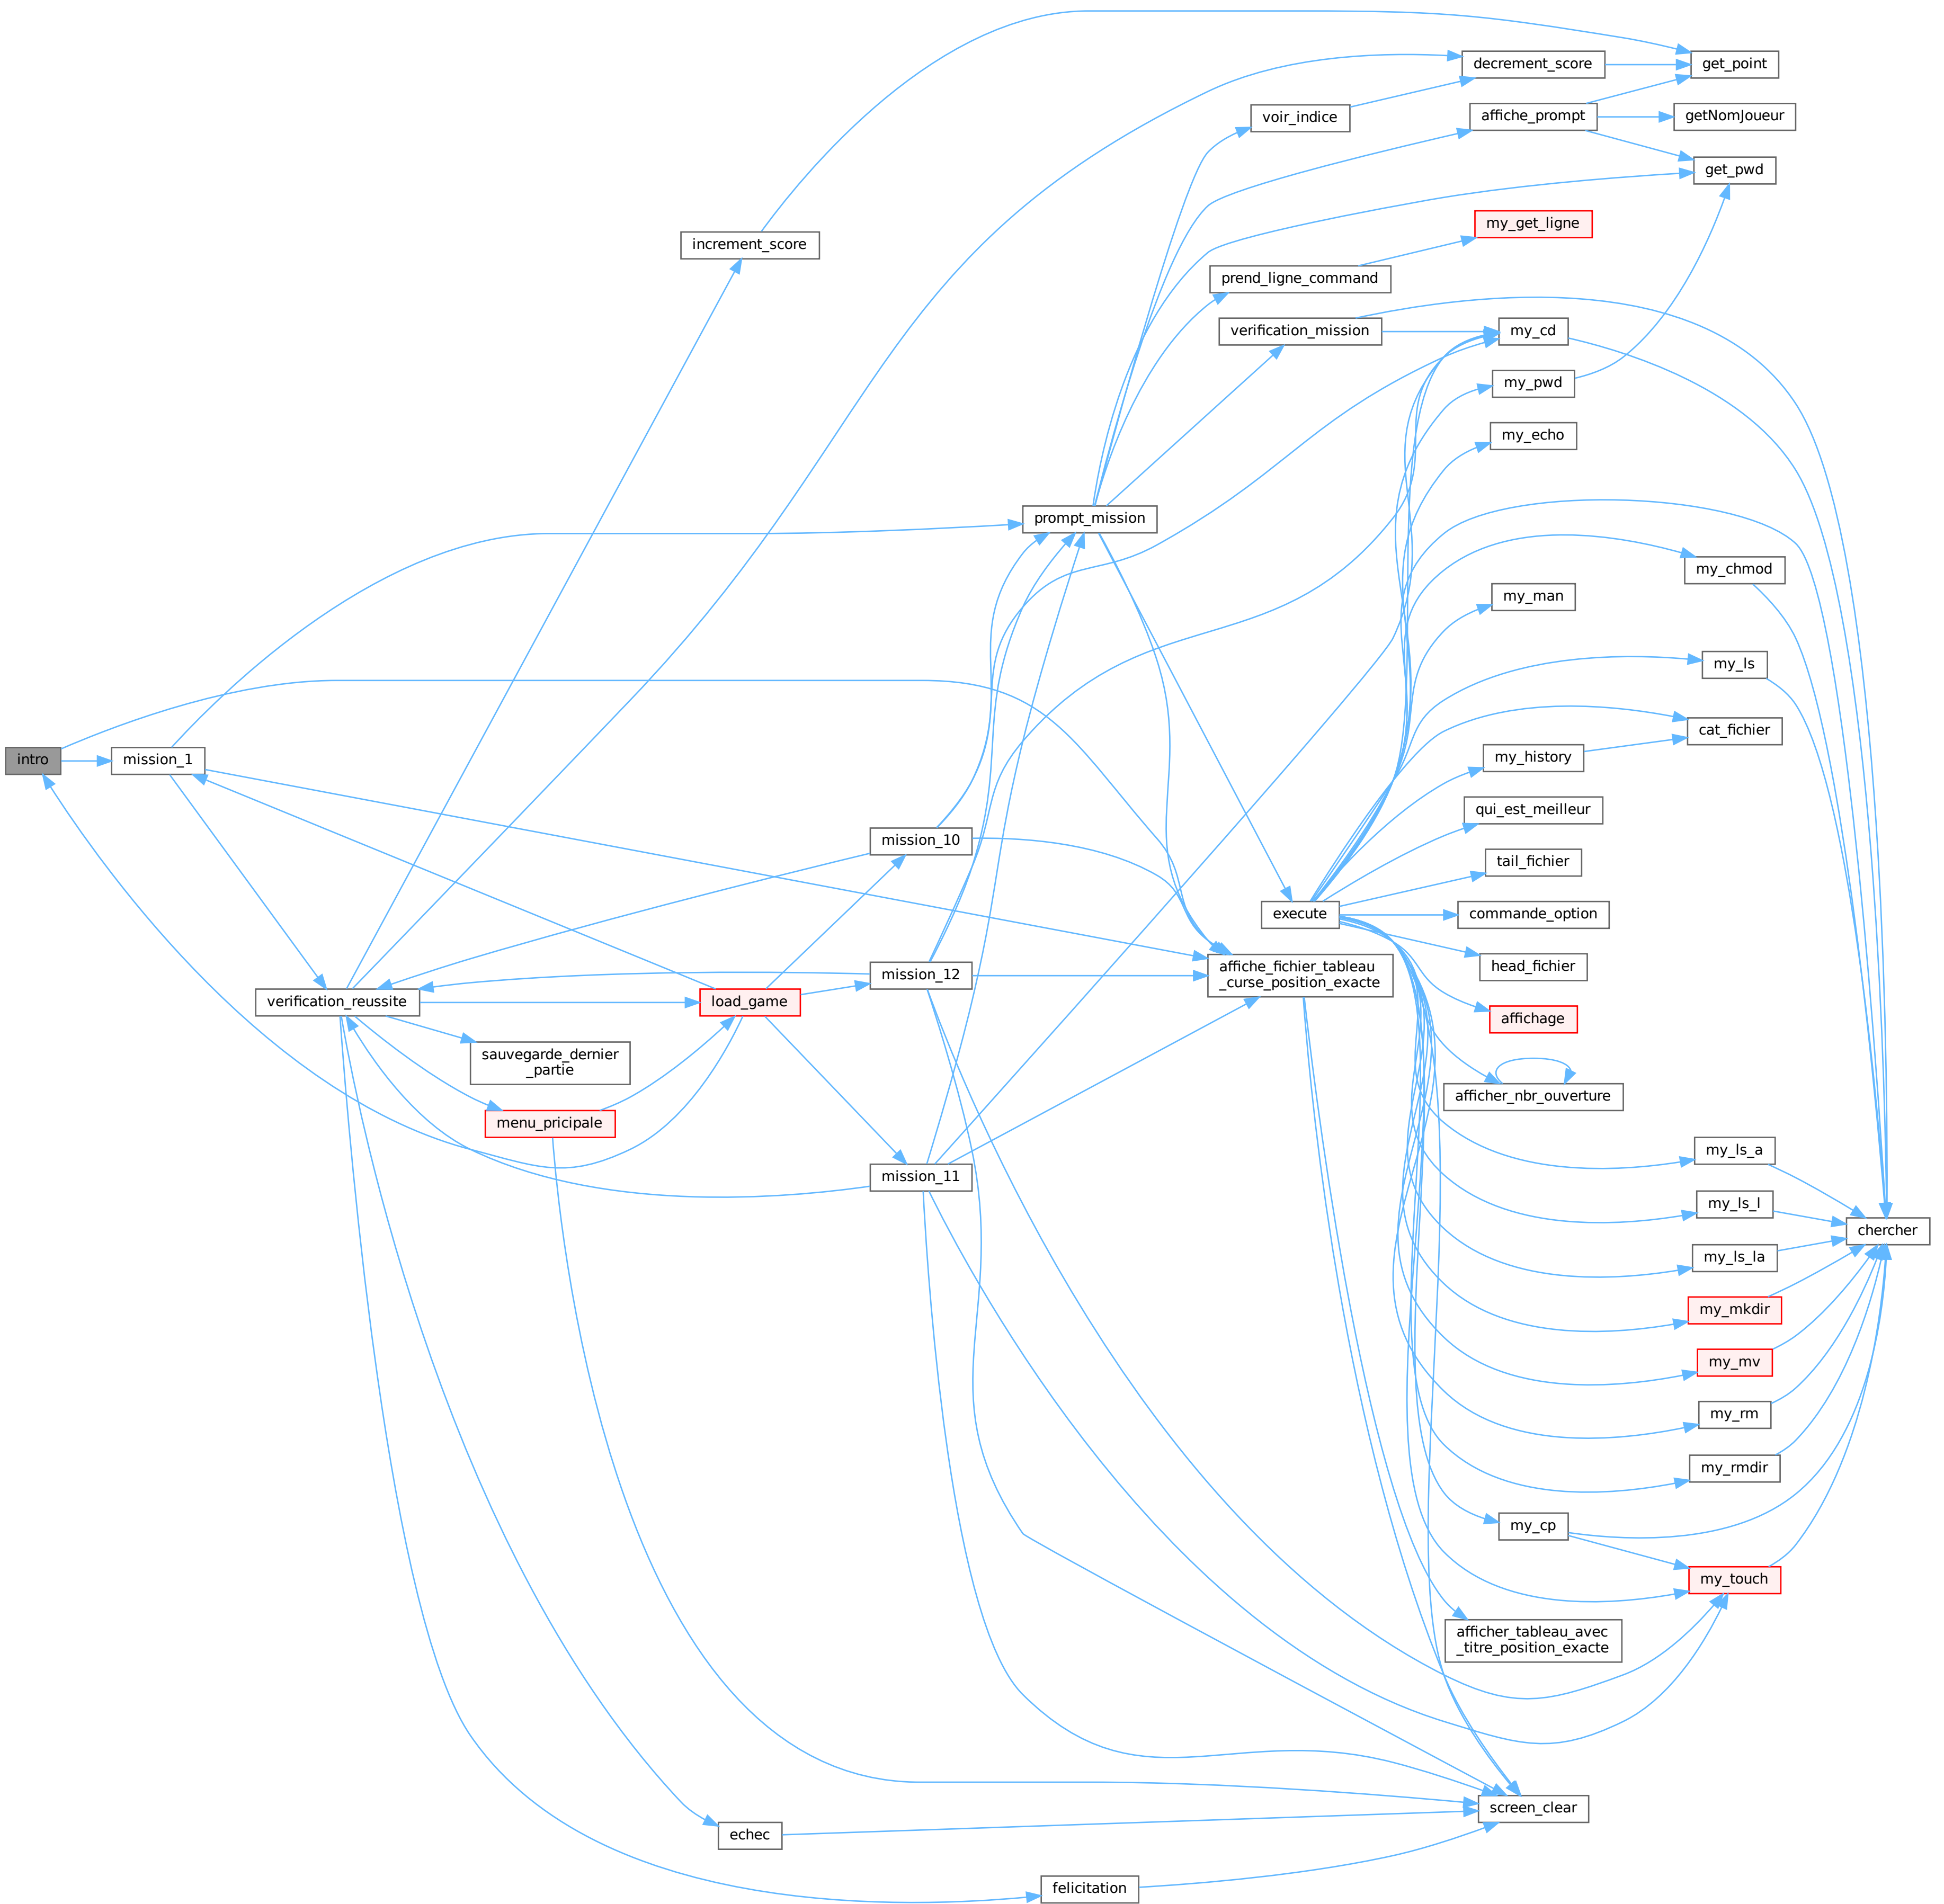 decrement_score
get_point
voir_indice
affiche_prompt
getNomJoueur
get_pwd
my_get_ligne
increment_score
prend_ligne_command
verification_mission
my_cd
my_pwd
my_echo
prompt_mission
my_chmod
my_man
my_ls
cat_fichier
intro
mission_1
my_history
qui_est_meilleur
mission_10
tail_fichier
execute
commande_option
head_fichier
affiche_fichier_tableau
_curse_position_exacte
mission_12
verification_reussite
load_game
affichage
sauvegarde_dernier
_partie
afficher_nbr_ouverture
menu_pricipale
my_ls_a
mission_11
my_ls_l
chercher
my_ls_la
my_mkdir
my_mv
my_rm
my_rmdir
my_cp
my_touch
afficher_tableau_avec
_titre_position_exacte
screen_clear
echec
felicitation